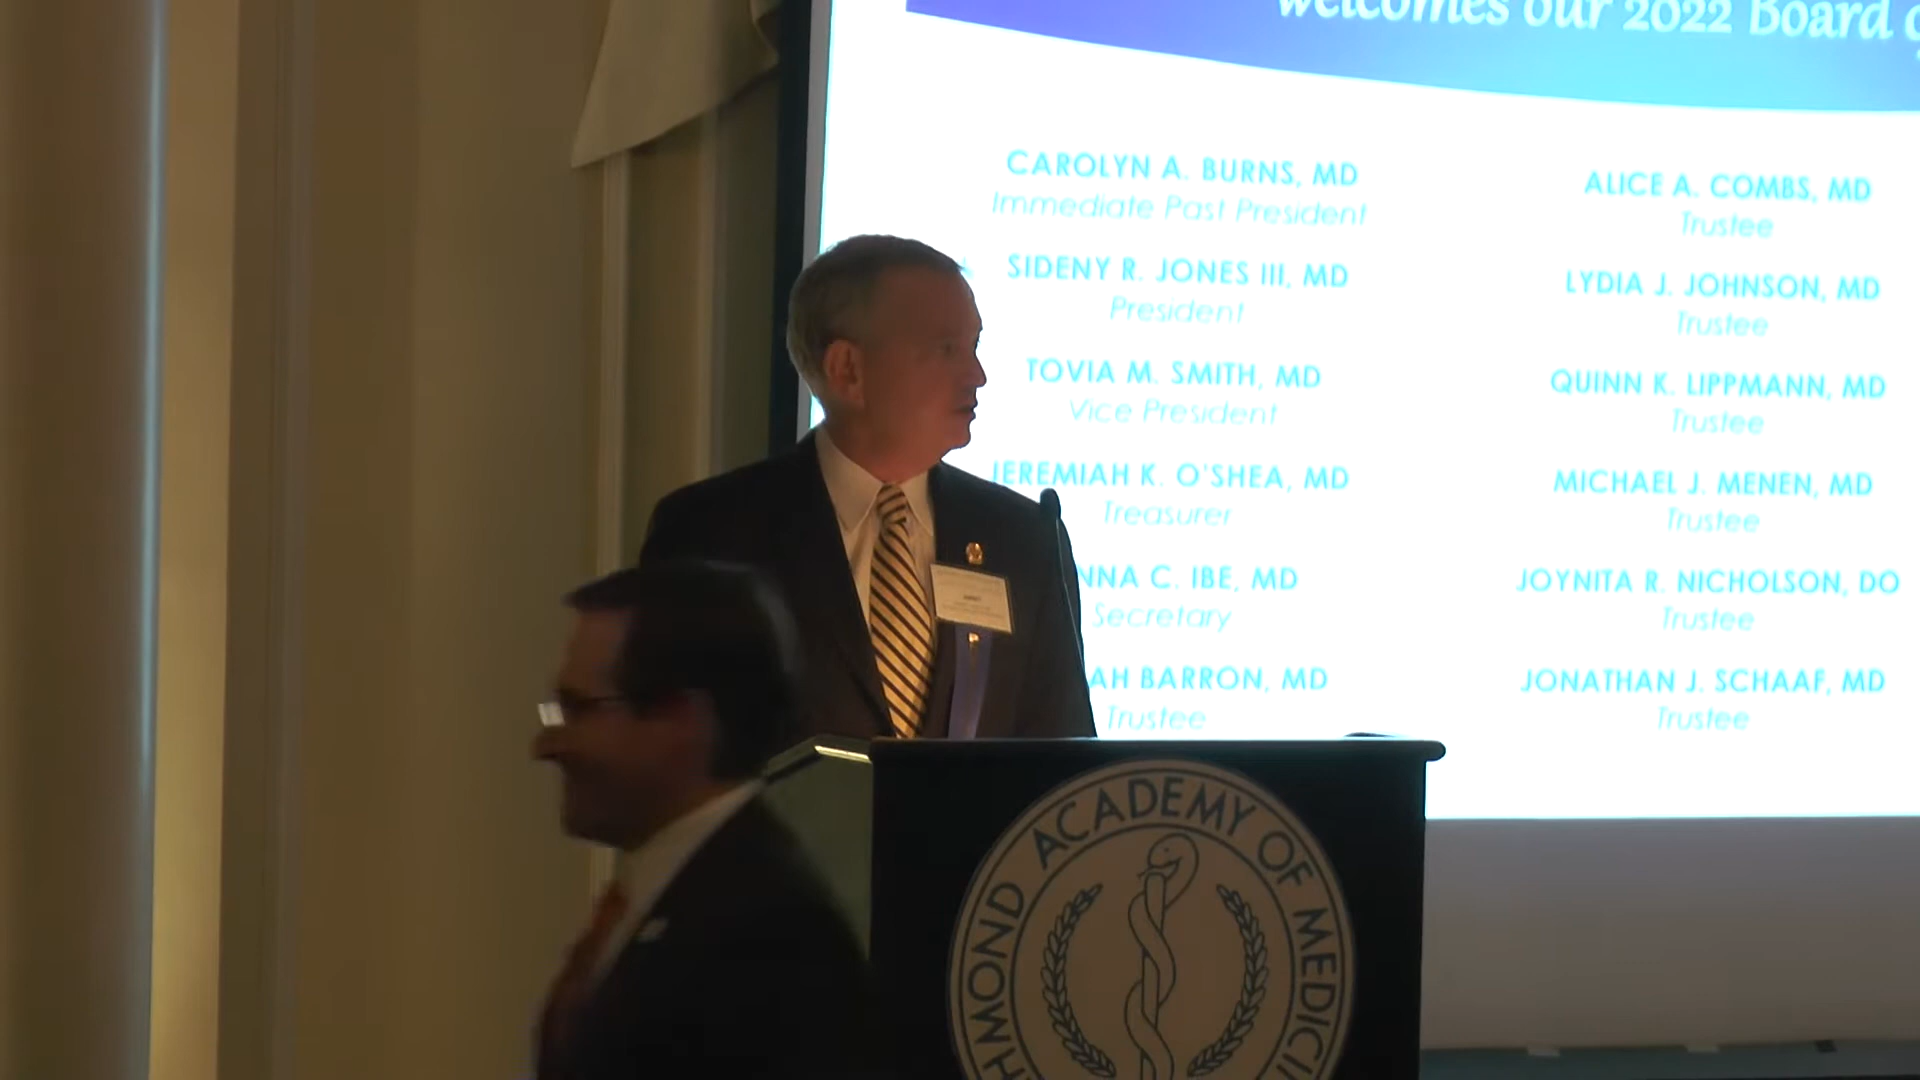 welcomes our 2022 Board
CAROLYN A. BURNS, MD
Immediate Past President
SIDENY R. JONES III, MD
President
TOVIA M. SMITH, MD
Vice President
JEREMIAH K. O'SHEA, MD
Treasurer
NNA C. IBE, MD
Secretary
AH BARRON, MD
Trustee
ALICE A. COMBS, MD
Trustee
LYDIA J. JOHNSON, MD
Trustee
QUINN K. LIPPMANN, MD
Trustee
MICHAEL J. MENEN, MD
Trustee
JOYNITA R. NICHOLSON, DO
Trustee
JONATHAN J. SCHAAF, MD
Trustee
HMOND ACADEMY OF MEDICI